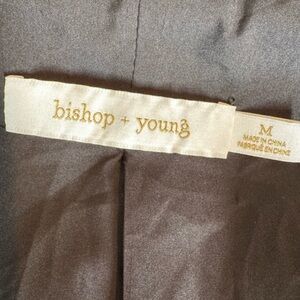 bishop + young
M
MADE IN CHINA
FABRIQUÉ EN CHINE